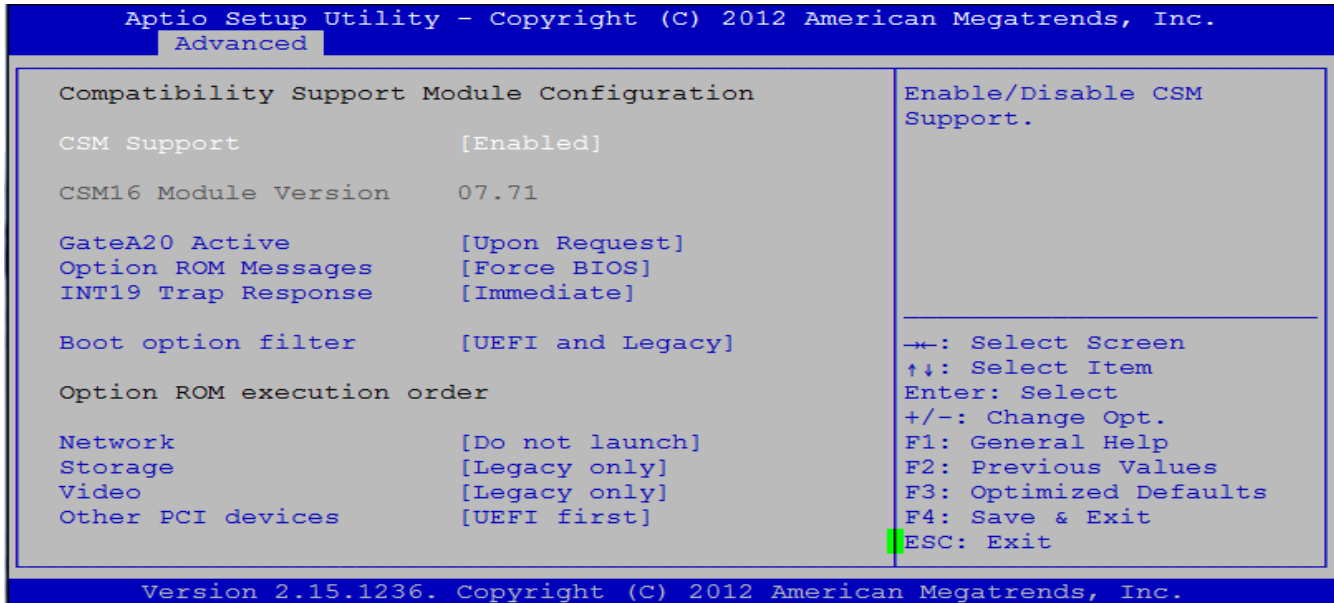 Aptio Setup Utility – Copyright (C) 2012 American Megatrends, Inc.
Advanced
Compatibility Support Module Configuration
CSM Support [Enabled]
CSM16 Module Version 07.71
GateA20 Active [Upon Request]
Option ROM Messages [Force BIOS]
INT19 Trap Response [Immediate]
Boot option filter [UEFI and Legacy]
Option ROM execution order
Network [Do not launch]
Storage [Legacy only]
Video [Legacy only]
Other PCI devices [UEFI first]
Enable/Disable CSM
Support.
→←: Select Screen
↑↓: Select Item
Enter: Select
+/-: Change Opt.
F1: General Help
F2: Previous Values
F3: Optimized Defaults
F4: Save & Exit
ESC: Exit
Version 2.15.1236. Copyright (C) 2012 American Megatrends, Inc.